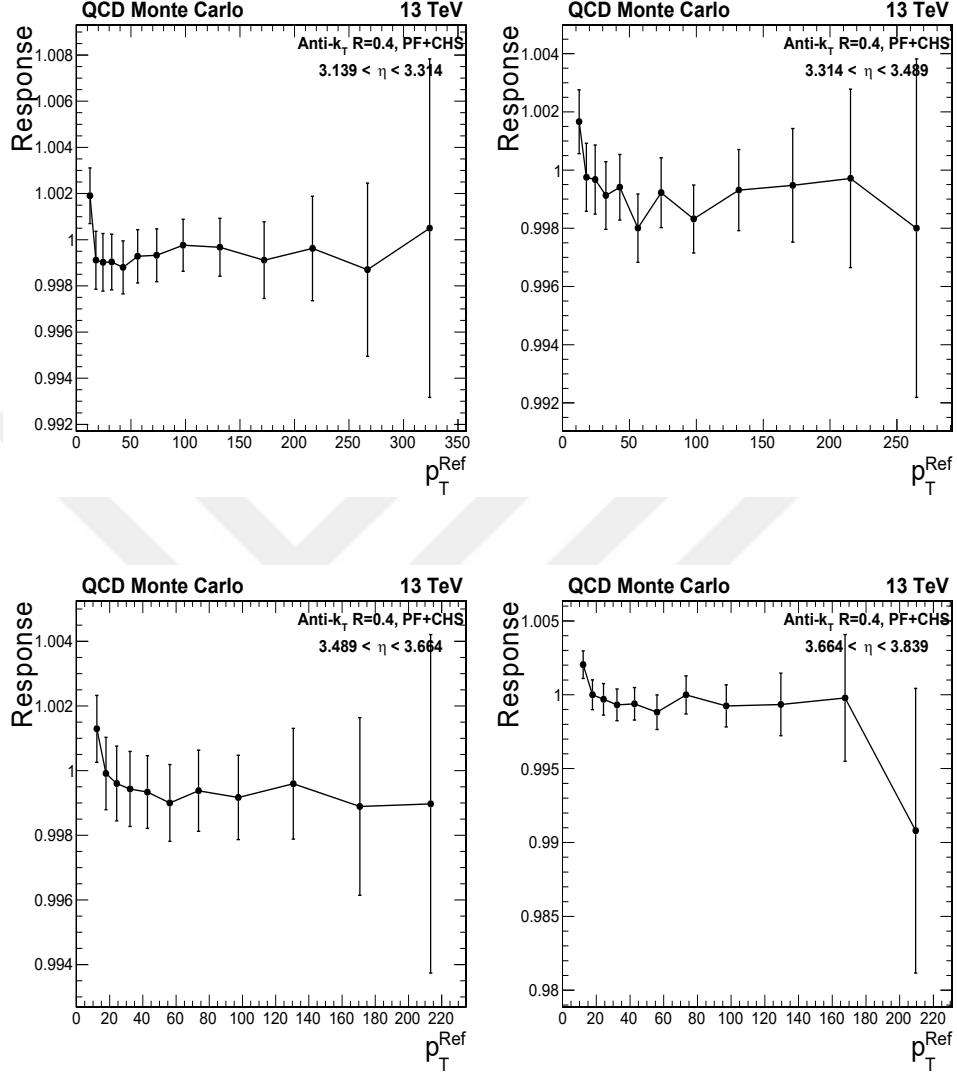 QCD Monte Carlo 13 TeV
Anti-k_T R=0.4, PF+CHS
3.139 < η < 3.314
Response
1.008
1.006
1.004
1.002
1
0.998
0.996
0.994
0.992
0 50 100 150 200 250 300 350
p_T^Ref
QCD Monte Carlo 13 TeV
Anti-k_T R=0.4, PF+CHS
3.314 < η < 3.489
Response
1.004
1.002
1
0.998
0.996
0.994
0.992
0 50 100 150 200 250
p_T^Ref
QCD Monte Carlo 13 TeV
Anti-k_T R=0.4, PF+CHS
3.489 < η < 3.664
Response
1.004
1.002
1
0.998
0.996
0.994
0 20 40 60 80 100 120 140 160 180 200 220
p_T^Ref
QCD Monte Carlo 13 TeV
Anti-k_T R=0.4, PF+CHS
3.664 < η < 3.839
Response
1.005
1
0.995
0.99
0.985
0.98
0 20 40 60 80 100 120 140 160 180 200 220
p_T^Ref